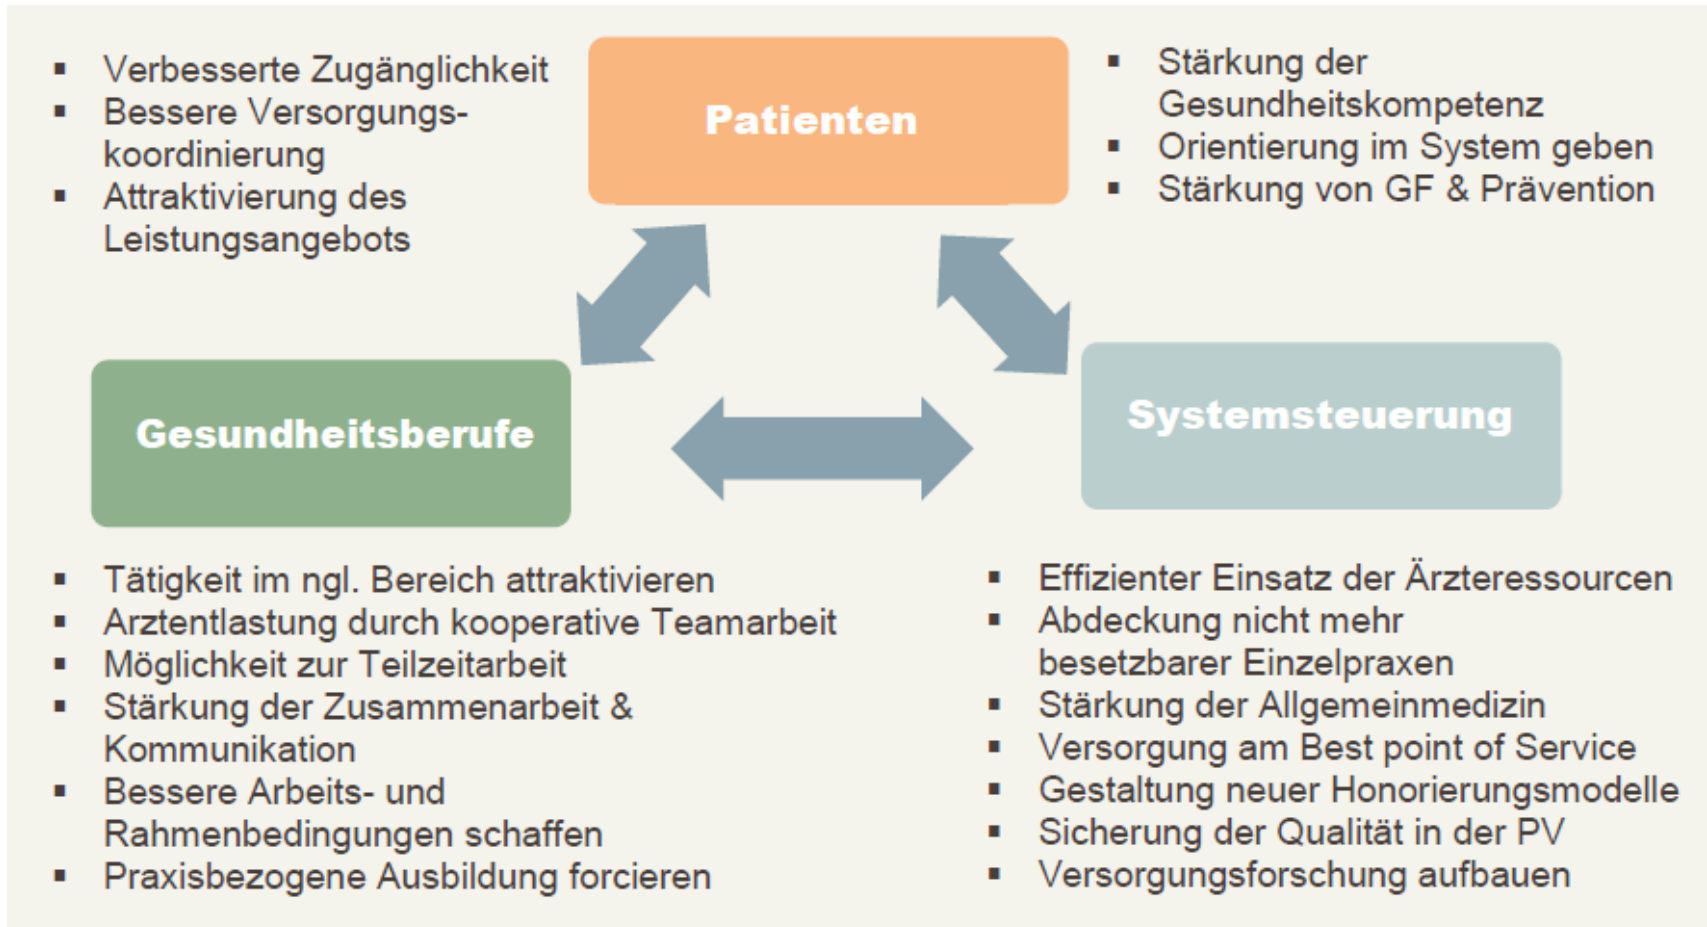 ▪ Verbesserte Zugänglichkeit
▪ Bessere Versorgungs-
koordinierung
▪ Attraktivierung des
Leistungsangebots
Patienten
▪ Stärkung der
Gesundheitskompetenz
▪ Orientierung im System geben
▪ Stärkung von GF & Prävention
Gesundheitsberufe
Systemsteuerung
▪ Tätigkeit im ngl. Bereich attraktivieren
▪ Arztentlastung durch kooperative Teamarbeit
▪ Möglichkeit zur Teilzeitarbeit
▪ Stärkung der Zusammenarbeit &
Kommunikation
▪ Bessere Arbeits- und
Rahmenbedingungen schaffen
▪ Praxisbezogene Ausbildung forcieren
▪ Effizienter Einsatz der Ärzteressourcen
▪ Abdeckung nicht mehr
besetzbarer Einzelpraxen
▪ Stärkung der Allgemeinmedizin
▪ Versorgung am Best point of Service
▪ Gestaltung neuer Honorierungsmodelle
▪ Sicherung der Qualität in der PV
▪ Versorgungsforschung aufbauen